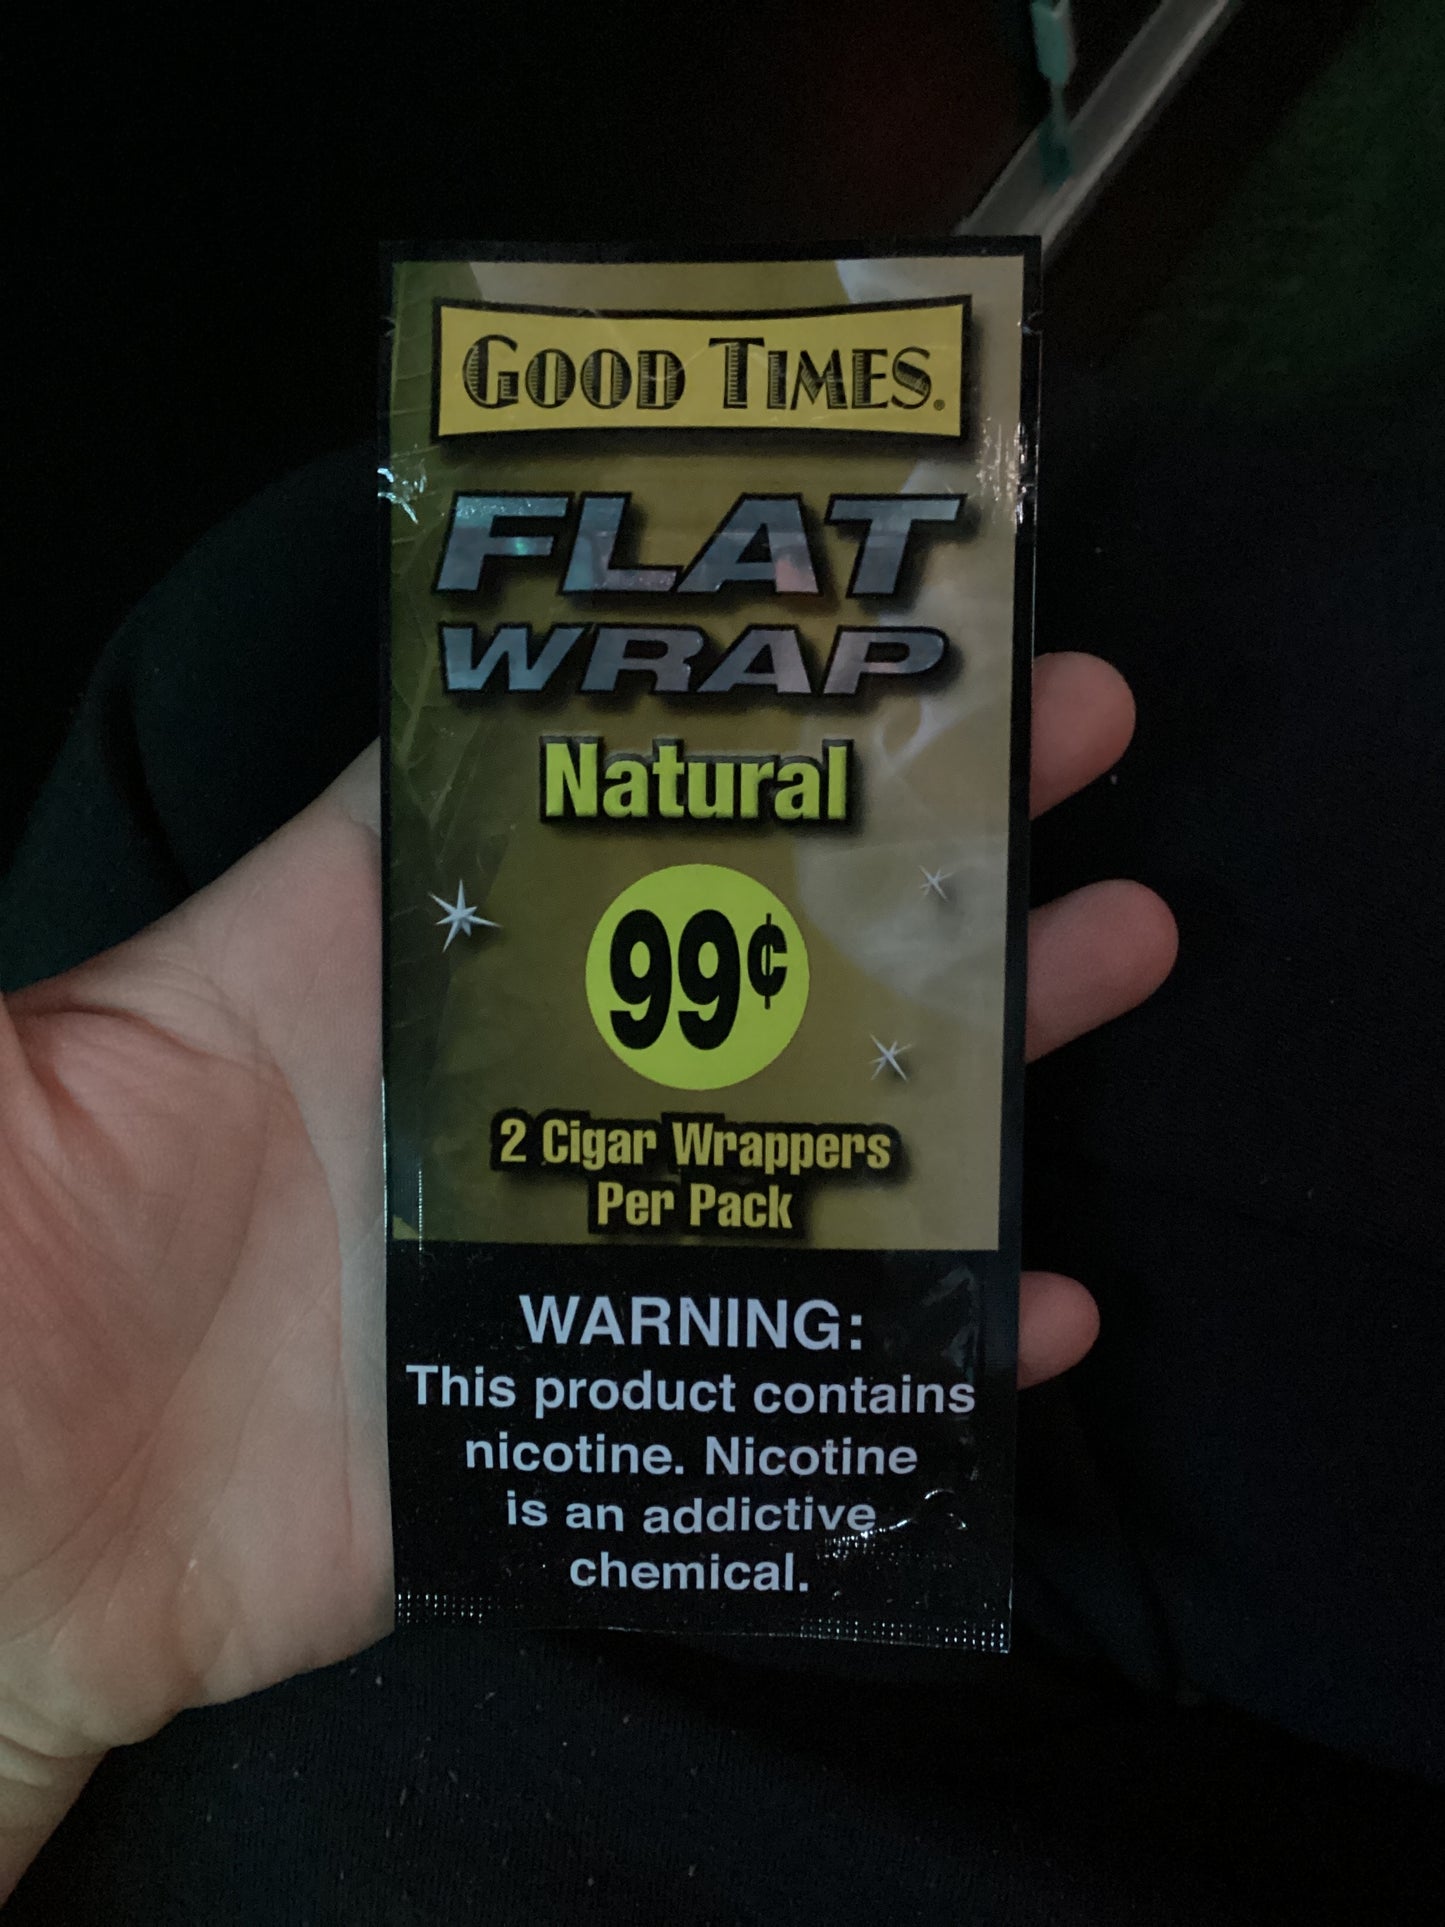 GOOD TIMES®
FLAT
WRAP
Natural
99¢
2 Cigar Wrappers
Per Pack
WARNING:
This product contains
nicotine. Nicotine
is an addictive
chemical.